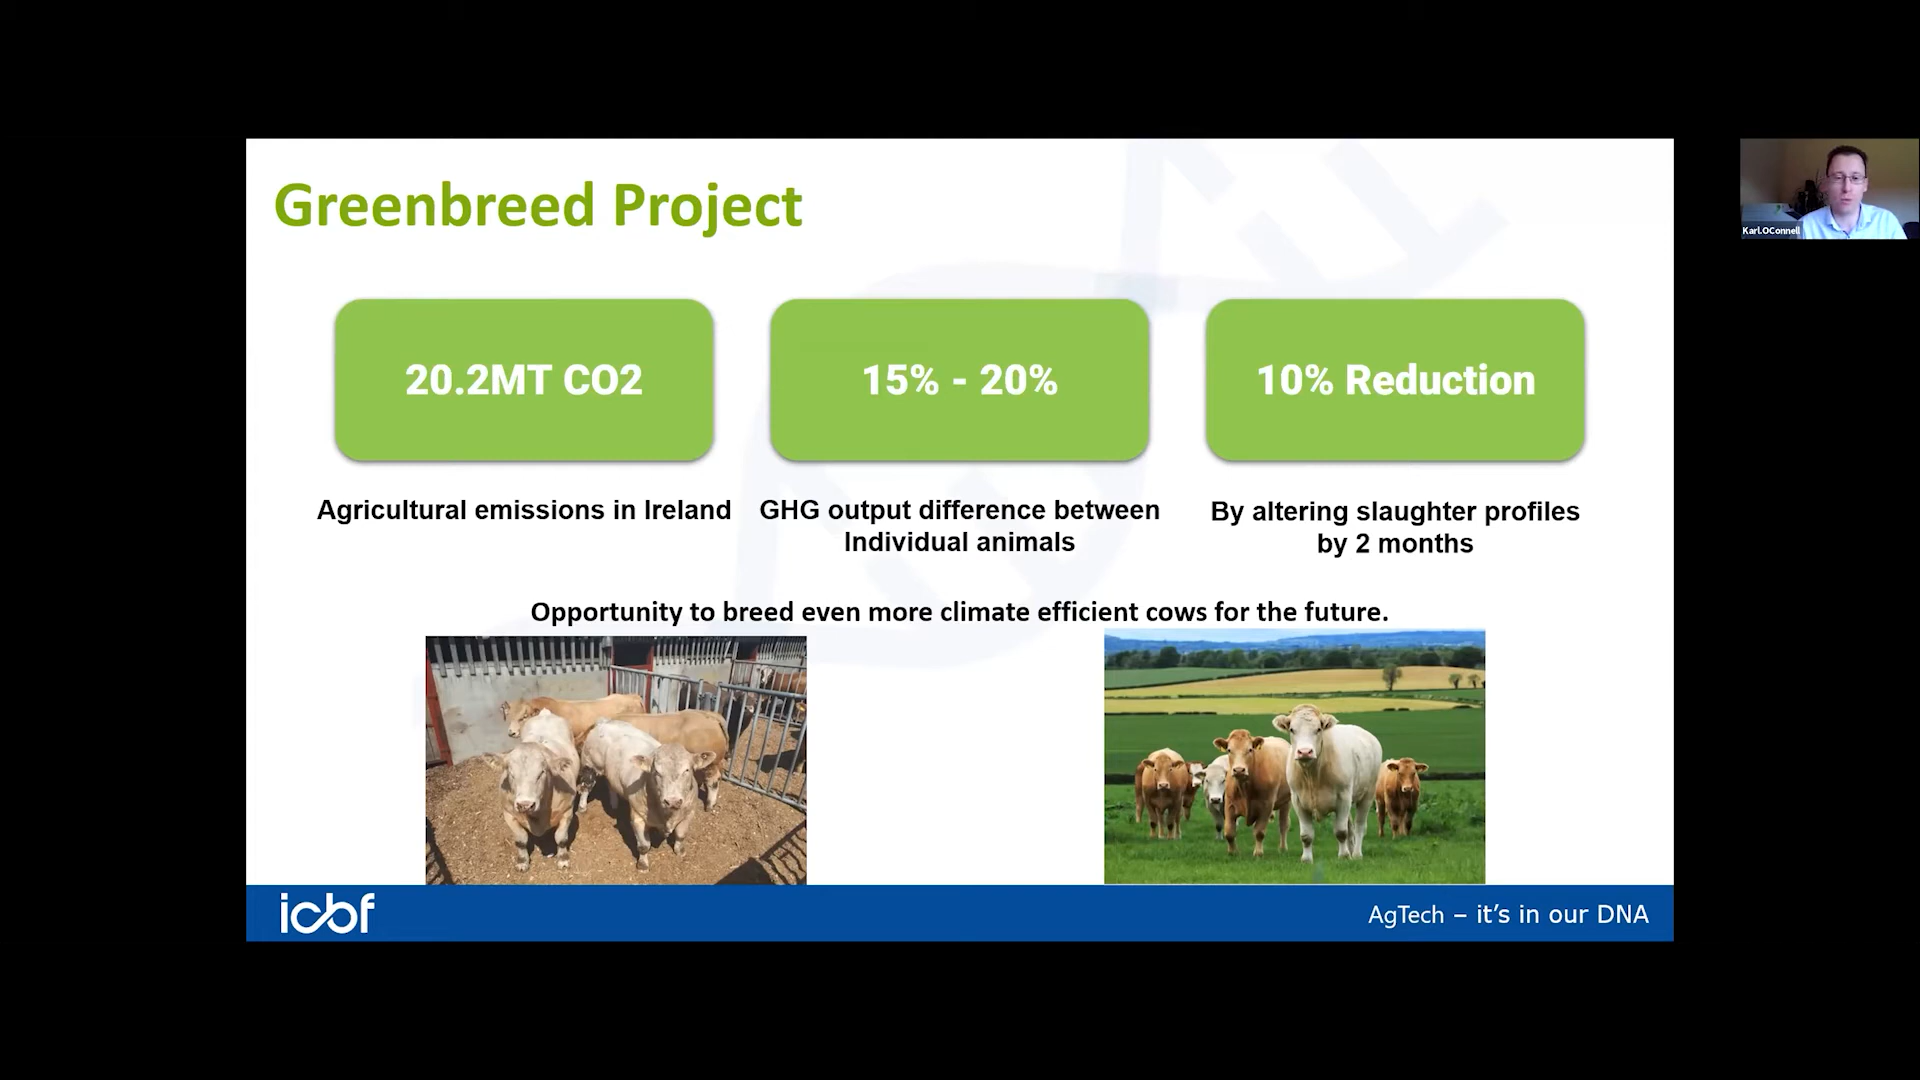 Greenbreed Project
20.2MT CO2
15% - 20%
10% Reduction
Agricultural emissions in Ireland
GHG output difference between
Individual animals
By altering slaughter profiles
by 2 months
Opportunity to breed even more climate efficient cows for the future.
icbf
AgTech – it's in our DNA
Karl.OConnell